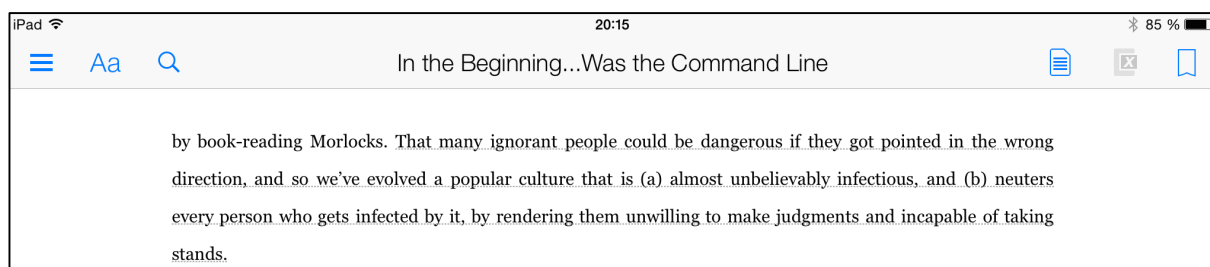 iPad 20:15 85 %
Aa In the Beginning...Was the Command Line X
by book-reading Morlocks. That many ignorant people could be dangerous if they got pointed in the wrong
direction, and so we’ve evolved a popular culture that is (a) almost unbelievably infectious, and (b) neuters
every person who gets infected by it, by rendering them unwilling to make judgments and incapable of taking
stands.